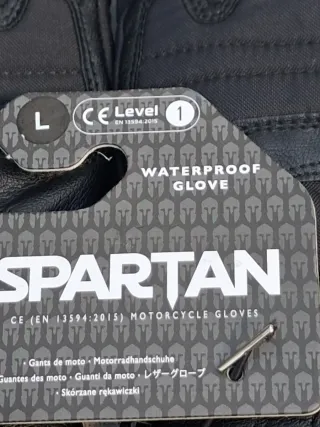 L
CE Level 1
EN 13594:2015
WATERPROOF
GLOVE
SPARTAN
CE (EN 13594:2015) MOTORCYCLE GLOVES
· Gants de moto · Motorradhandschuhe
Guantes des moto · Guanti da moto · レザーグローブ
· Skórzane rękawiczki